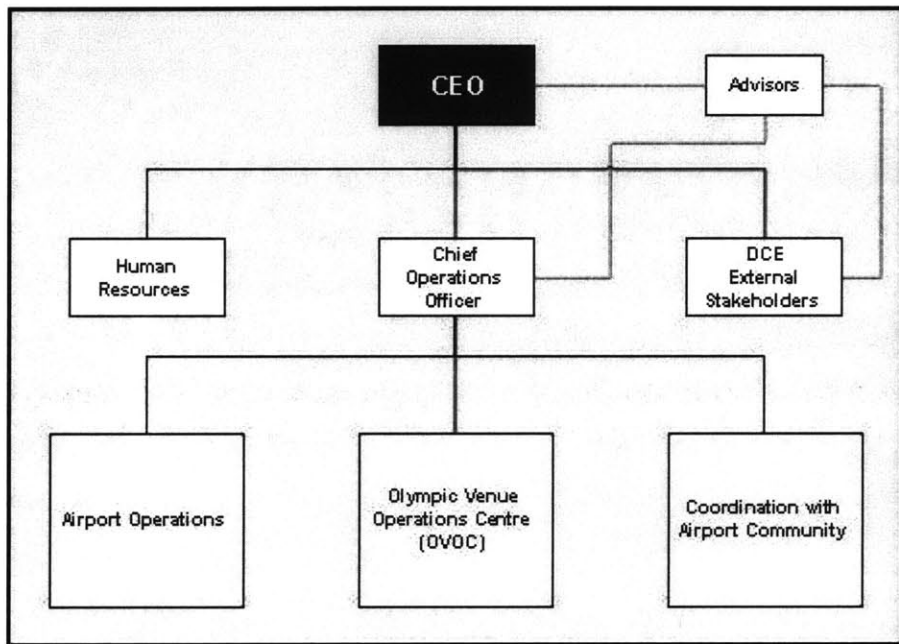 CEO
Advisors
Human
Resources
Chief
Operations
Officer
DCE
External
Stakeholders
Airport Operations
Olympic Venue
Operations Centre
(OVOC)
Coordination with
Airport Community